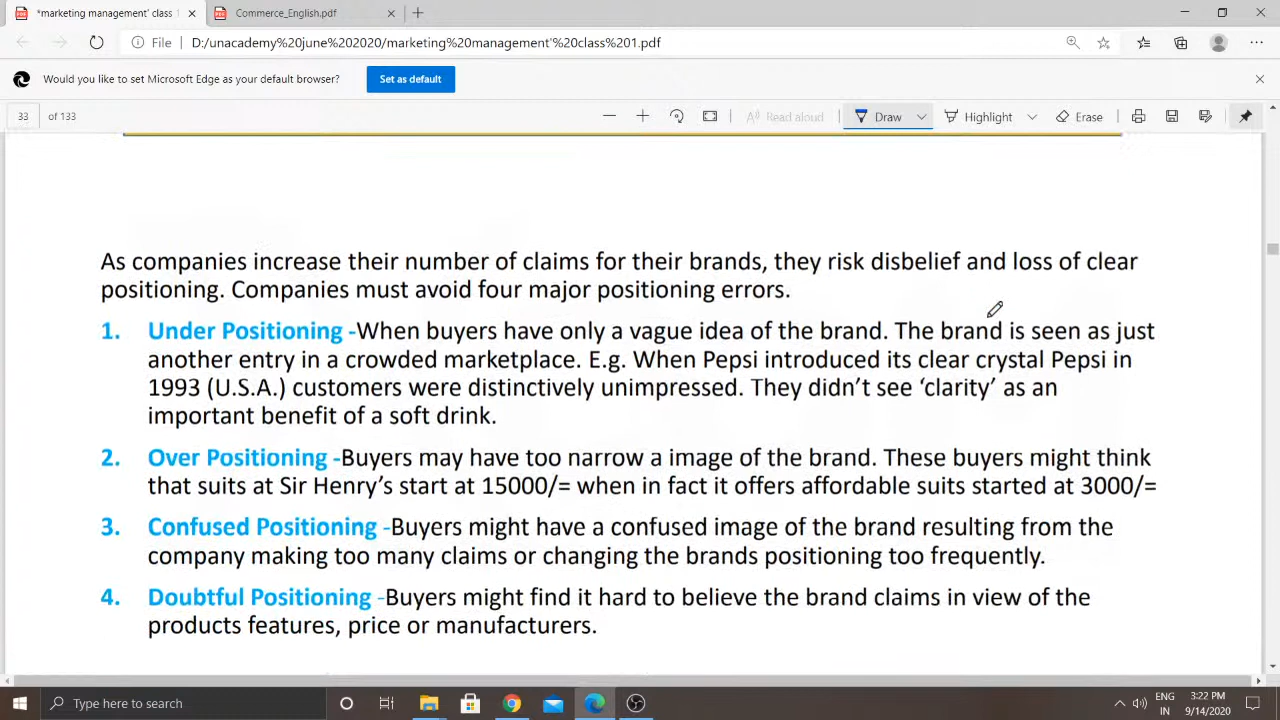 *marketing management' class 1
Commerce_English.pdf
File D:/unacademy%20june%202020/marketing%20management'%20class%201.pdf
Would you like to set Microsoft Edge as your default browser? Set as default
33 of 133 Read aloud Draw Highlight Erase
As companies increase their number of claims for their brands, they risk disbelief and loss of clear
positioning. Companies must avoid four major positioning errors.
1. Under Positioning -When buyers have only a vague idea of the brand. The brand is seen as just
another entry in a crowded marketplace. E.g. When Pepsi introduced its clear crystal Pepsi in
1993 (U.S.A.) customers were distinctively unimpressed. They didn't see ‘clarity’ as an
important benefit of a soft drink.
2. Over Positioning -Buyers may have too narrow a image of the brand. These buyers might think
that suits at Sir Henry's start at 15000/= when in fact it offers affordable suits started at 3000/=
3. Confused Positioning -Buyers might have a confused image of the brand resulting from the
company making too many claims or changing the brands positioning too frequently.
4. Doubtful Positioning -Buyers might find it hard to believe the brand claims in view of the
products features, price or manufacturers.
Type here to search
ENG
IN
3:22 PM
9/14/2020